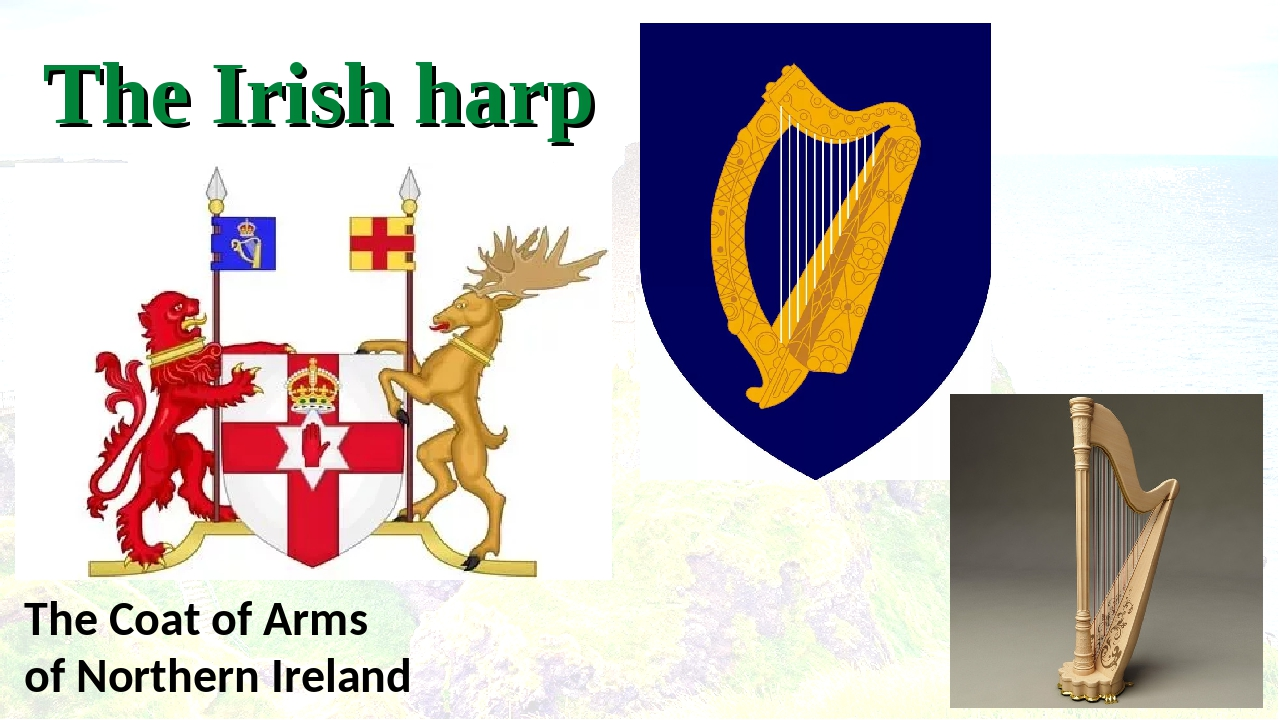 The Irish harp
The Coat of Arms
of Northern Ireland